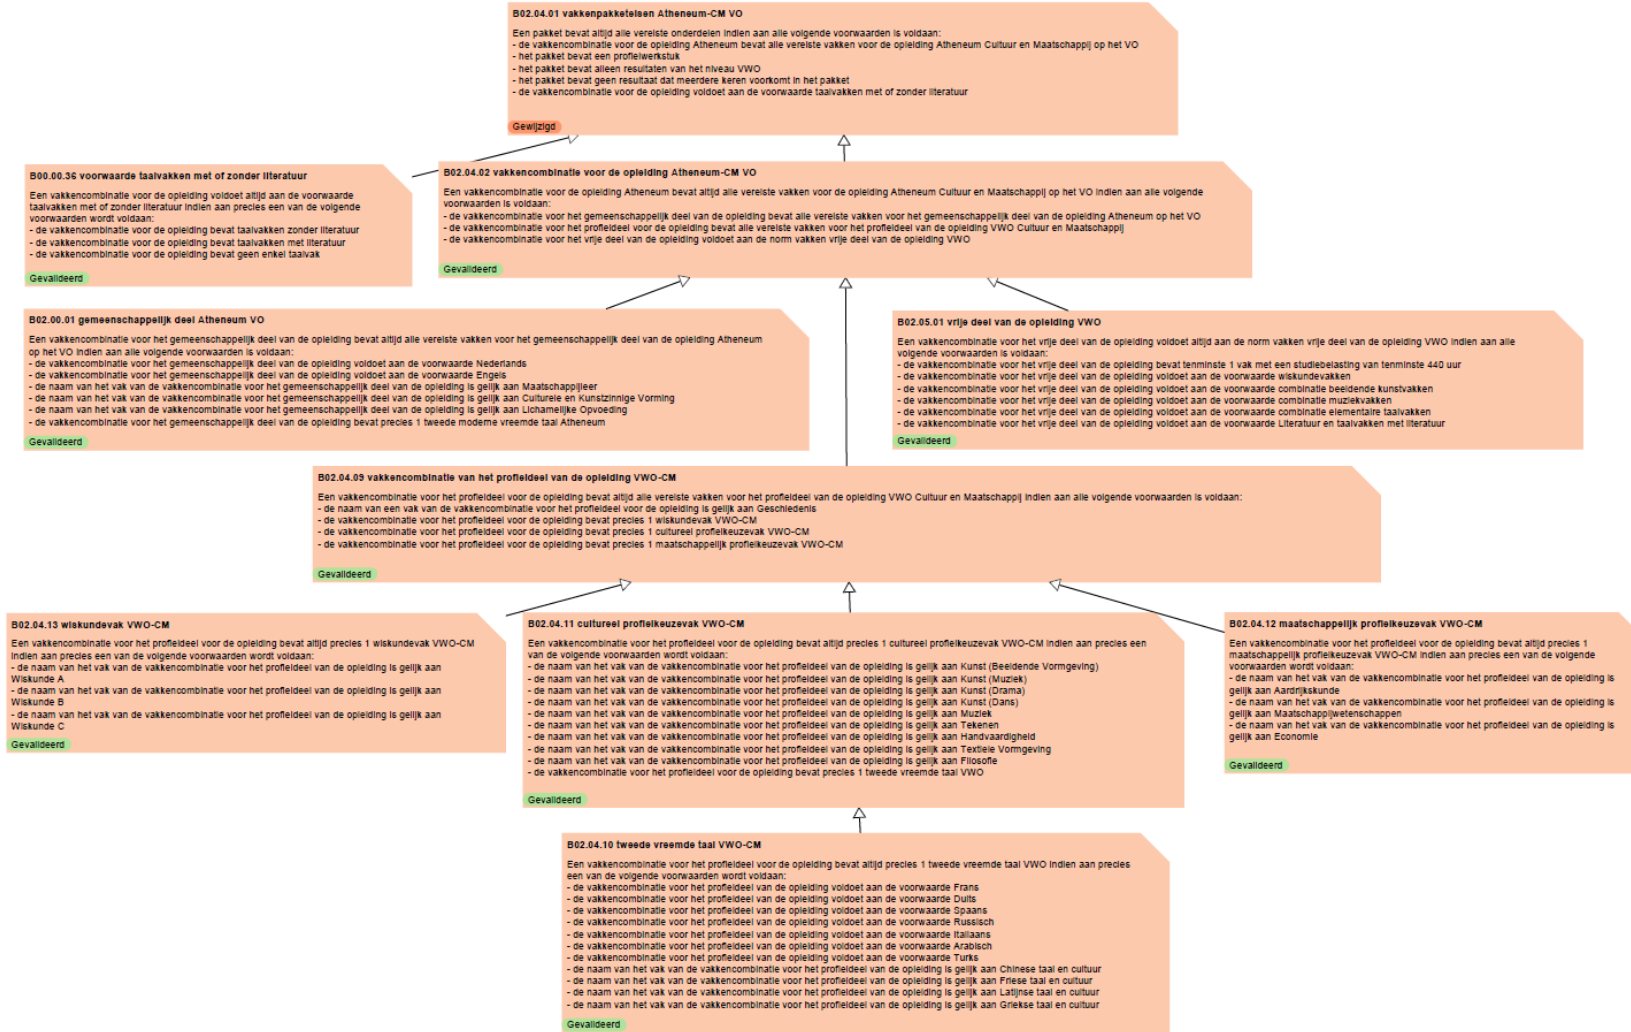 B02.04.01 vakkenpakketeisen Atheneum-CM VO
Een pakket bevat altijd alle vereiste onderdelen indien aan alle volgende voorwaarden is voldaan:
- de vakkencombinatie voor de opleiding Atheneum bevat alle vereiste vakken voor de opleiding Atheneum Cultuur en Maatschappij op het VO
- het pakket bevat een profielwerkstuk
- het pakket bevat alleen resultaten van het niveau VWO
- het pakket bevat geen resultaat dat meerdere keren voorkomt in het pakket
- de vakkencombinatie voor de opleiding voldoet aan de voorwaarde taalvakken met of zonder literatuur
Gewijzigd
B00.00.36 voorwaarde taalvakken met of zonder literatuur
Een vakkencombinatie voor de opleiding voldoet altijd aan de voorwaarde
taalvakken met of zonder literatuur indien aan precies een van de volgende
voorwaarden wordt voldaan:
- de vakkencombinatie voor de opleiding bevat taalvakken zonder literatuur
- de vakkencombinatie voor de opleiding bevat taalvakken met literatuur
- de vakkencombinatie voor de opleiding bevat geen enkel taalvak
Gevalideerd
B02.04.02 vakkencombinatie voor de opleiding Atheneum-CM VO
Een vakkencombinatie voor de opleiding Atheneum bevat altijd alle vereiste vakken voor de opleiding Atheneum Cultuur en Maatschappij op het VO indien aan alle volgende
voorwaarden is voldaan:
- de vakkencombinatie voor het gemeenschappelijk deel van de opleiding bevat alle vereiste vakken voor het gemeenschappelijk deel van de opleiding Atheneum op het VO
- de vakkencombinatie voor het profieldeel voor de opleiding bevat alle vereiste vakken voor het profieldeel van de opleiding VWO Cultuur en Maatschappij
- de vakkencombinatie voor het vrije deel van de opleiding voldoet aan de norm vakken vrije deel van de opleiding VWO
Gevalideerd
B02.00.01 gemeenschappelijk deel Atheneum VO
Een vakkencombinatie voor het gemeenschappelijk deel van de opleiding bevat altijd alle vereiste vakken voor het gemeenschappelijk deel van de opleiding Atheneum
op het VO indien aan alle volgende voorwaarden is voldaan:
- de vakkencombinatie voor het gemeenschappelijk deel van de opleiding voldoet aan de voorwaarde Nederlands
- de vakkencombinatie voor het gemeenschappelijk deel van de opleiding voldoet aan de voorwaarde Engels
- de naam van het vak van de vakkencombinatie voor het gemeenschappelijk deel van de opleiding is gelijk aan Maatschappijleer
- de naam van het vak van de vakkencombinatie voor het gemeenschappelijk deel van de opleiding is gelijk aan Culturele en Kunstzinnige Vorming
- de naam van het vak van de vakkencombinatie voor het gemeenschappelijk deel van de opleiding is gelijk aan Lichamelijke Opvoeding
- de vakkencombinatie voor het gemeenschappelijk deel van de opleiding bevat precies 1 tweede moderne vreemde taal Atheneum
Gevalideerd
B02.05.01 vrije deel van de opleiding VWO
Een vakkencombinatie voor het vrije deel van de opleiding voldoet altijd aan de norm vakken vrije deel van de opleiding VWO indien aan alle
volgende voorwaarden is voldaan:
- de vakkencombinatie voor het vrije deel van de opleiding bevat tenminste 1 vak met een studiebelasting van tenminste 440 uur
- de vakkencombinatie voor het vrije deel van de opleiding voldoet aan de voorwaarde wiskundevakken
- de vakkencombinatie voor het vrije deel van de opleiding voldoet aan de voorwaarde combinatie beeldende kunstvakken
- de vakkencombinatie voor het vrije deel van de opleiding voldoet aan de voorwaarde combinatie muziekvakken
- de vakkencombinatie voor het vrije deel van de opleiding voldoet aan de voorwaarde combinatie elementaire taalvakken
- de vakkencombinatie voor het vrije deel van de opleiding voldoet aan de voorwaarde Literatuur en taalvakken met literatuur
Gevalideerd
B02.04.09 vakkencombinatie van het profieldeel van de opleiding VWO-CM
Een vakkencombinatie voor het profieldeel voor de opleiding bevat altijd alle vereiste vakken voor het profieldeel van de opleiding VWO Cultuur en Maatschappij indien aan alle volgende voorwaarden is voldaan:
- de naam van een vak van de vakkencombinatie voor het profieldeel voor de opleiding is gelijk aan Geschiedenis
- de vakkencombinatie voor het profieldeel voor de opleiding bevat precies 1 wiskundevak VWO-CM
- de vakkencombinatie voor het profieldeel voor de opleiding bevat precies 1 cultureel profielkeuzevak VWO-CM
- de vakkencombinatie voor het profieldeel voor de opleiding bevat precies 1 maatschappelijk profielkeuzevak VWO-CM
Gevalideerd
B02.04.13 wiskundevak VWO-CM
Een vakkencombinatie voor het profieldeel voor de opleiding bevat altijd precies 1 wiskundevak VWO-CM
indien aan precies een van de volgende voorwaarden wordt voldaan:
- de naam van het vak van de vakkencombinatie voor het profieldeel van de opleiding is gelijk aan
Wiskunde A
- de naam van het vak van de vakkencombinatie voor het profieldeel van de opleiding is gelijk aan
Wiskunde B
- de naam van het vak van de vakkencombinatie voor het profieldeel van de opleiding is gelijk aan
Wiskunde C
Gevalideerd
B02.04.11 cultureel profielkeuzevak VWO-CM
Een vakkencombinatie voor het profieldeel voor de opleiding bevat altijd precies 1 cultureel profielkeuzevak VWO-CM indien aan precies een
van de volgende voorwaarden wordt voldaan:
- de naam van het vak van de vakkencombinatie voor het profieldeel van de opleiding is gelijk aan Kunst (Beeldende Vormgeving)
- de naam van het vak van de vakkencombinatie voor het profieldeel van de opleiding is gelijk aan Kunst (Muziek)
- de naam van het vak van de vakkencombinatie voor het profieldeel van de opleiding is gelijk aan Kunst (Drama)
- de naam van het vak van de vakkencombinatie voor het profieldeel van de opleiding is gelijk aan Kunst (Dans)
- de naam van het vak van de vakkencombinatie voor het profieldeel van de opleiding is gelijk aan Muziek
- de naam van het vak van de vakkencombinatie voor het profieldeel van de opleiding is gelijk aan Tekenen
- de naam van het vak van de vakkencombinatie voor het profieldeel van de opleiding is gelijk aan Handvaardigheid
- de naam van het vak van de vakkencombinatie voor het profieldeel van de opleiding is gelijk aan Textiele Vormgeving
- de naam van het vak van de vakkencombinatie voor het profieldeel van de opleiding is gelijk aan Filosofie
- de vakkencombinatie voor het profieldeel voor de opleiding bevat precies 1 tweede vreemde taal VWO
Gevalideerd
B02.04.12 maatschappelijk profielkeuzevak VWO-CM
Een vakkencombinatie voor het profieldeel voor de opleiding bevat altijd precies 1
maatschappelijk profielkeuzevak VWO-CM indien aan precies een van de volgende
voorwaarden wordt voldaan:
- de naam van het vak van de vakkencombinatie voor het profieldeel van de opleiding is
gelijk aan Aardrijkskunde
- de naam van het vak van de vakkencombinatie voor het profieldeel van de opleiding is
gelijk aan Maatschappijwetenschappen
- de naam van het vak van de vakkencombinatie voor het profieldeel van de opleiding is
gelijk aan Economie
Gevalideerd
B02.04.10 tweede vreemde taal VWO-CM
Een vakkencombinatie voor het profieldeel voor de opleiding bevat altijd precies 1 tweede vreemde taal VWO indien aan precies
een van de volgende voorwaarden wordt voldaan:
- de vakkencombinatie voor het profieldeel van de opleiding voldoet aan de voorwaarde Frans
- de vakkencombinatie voor het profieldeel van de opleiding voldoet aan de voorwaarde Duits
- de vakkencombinatie voor het profieldeel van de opleiding voldoet aan de voorwaarde Spaans
- de vakkencombinatie voor het profieldeel van de opleiding voldoet aan de voorwaarde Russisch
- de vakkencombinatie voor het profieldeel van de opleiding voldoet aan de voorwaarde Italiaans
- de vakkencombinatie voor het profieldeel van de opleiding voldoet aan de voorwaarde Arabisch
- de vakkencombinatie voor het profieldeel van de opleiding voldoet aan de voorwaarde Turks
- de naam van het vak van de vakkencombinatie voor het profieldeel van de opleiding is gelijk aan Chinese taal en cultuur
- de naam van het vak van de vakkencombinatie voor het profieldeel van de opleiding is gelijk aan Friese taal en cultuur
- de naam van het vak van de vakkencombinatie voor het profieldeel van de opleiding is gelijk aan Latijnse taal en cultuur
- de naam van het vak van de vakkencombinatie voor het profieldeel van de opleiding is gelijk aan Griekse taal en cultuur
Gevalideerd